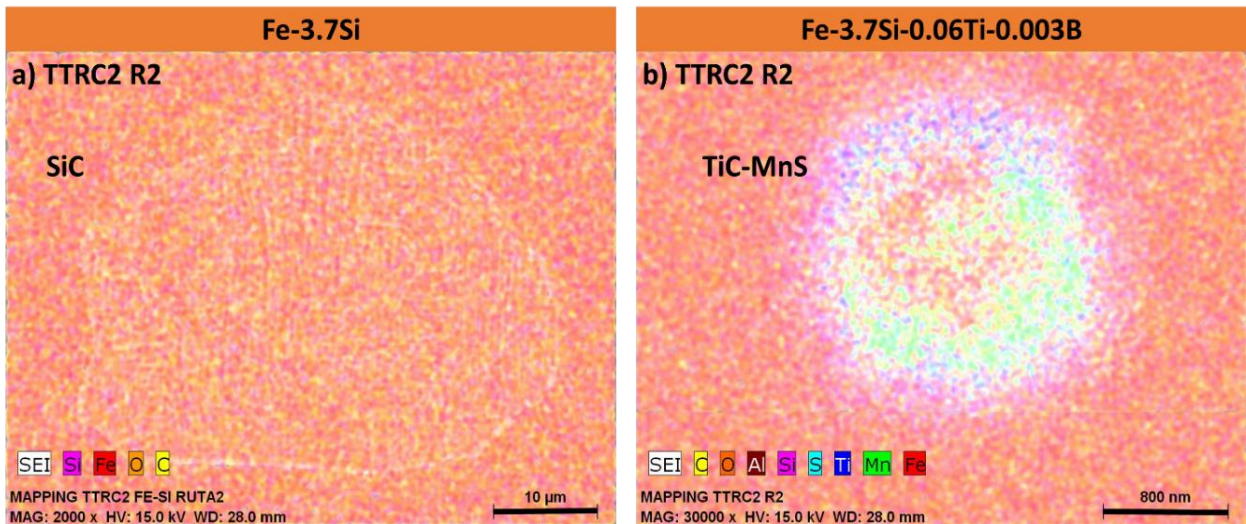 Fe-3.7Si
a) TTRC2 R2
SiC
SEI Si Fe O C
MAPPING TTRC2 FE-SI RUTA2
MAG: 2000 x HV: 15.0 kV WD: 28.0 mm
10 µm
Fe-3.7Si-0.06Ti-0.003B
b) TTRC2 R2
TiC-MnS
SEI C O Al Si S Ti Mn Fe
MAPPING TTRC2 R2
MAG: 30000 x HV: 15.0 kV WD: 28.0 mm
800 nm